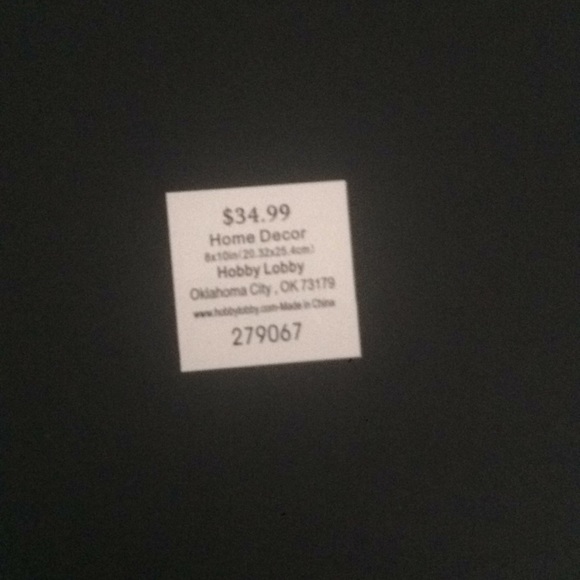 $34.99
Home Decor
8x10in(20.32x25.4cm)
Hobby Lobby
Oklahoma City , OK 73179
www.hobbylobby.com-Made in China
279067